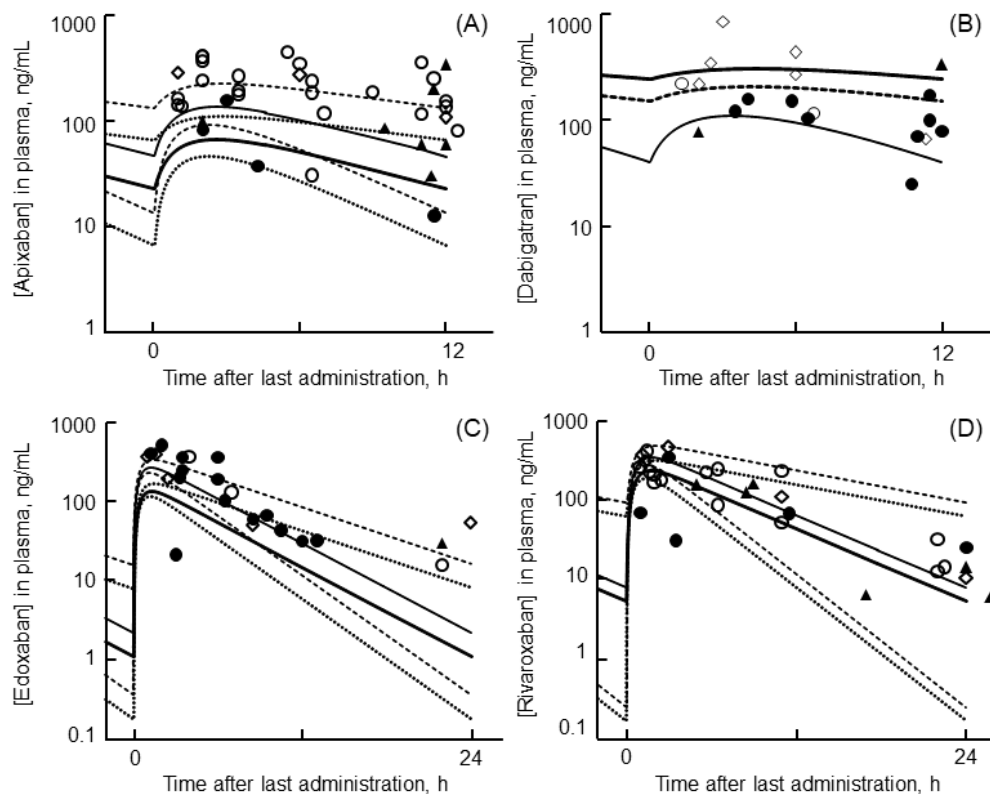 (A)
[Apixaban] in plasma, ng/mL
1000
100
10
1
0
12
Time after last administration, h
(B)
[Dabigatran] in plasma, ng/mL
1000
100
10
1
0
12
Time after last administration, h
(C)
[Edoxaban] in plasma, ng/mL
1000
100
10
1
0.1
0
24
Time after last administration, h
(D)
[Rivaroxaban] in plasma, ng/mL
1000
100
10
1
0.1
0
24
Time after last administration, h